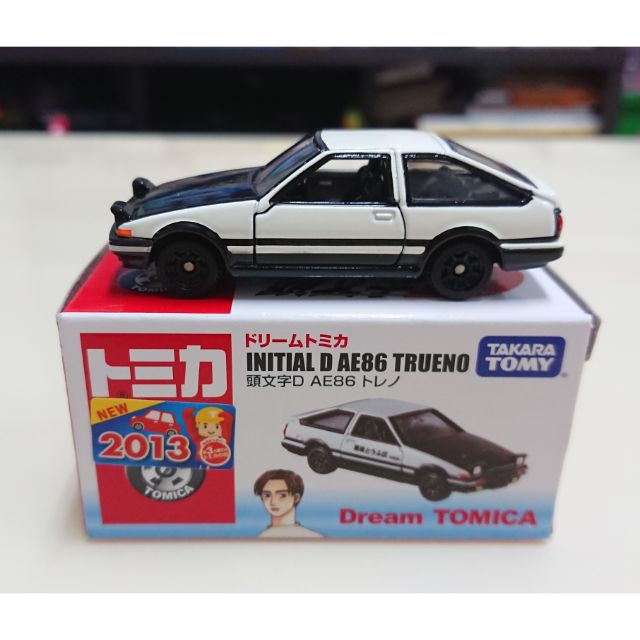 トミカ
NEW
2013
TOMICA
ドリームトミカ
INITIAL D AE86 TRUENO
頭文字D AE86 トレノ
TAKARA
TOMY
Dream TOMICA